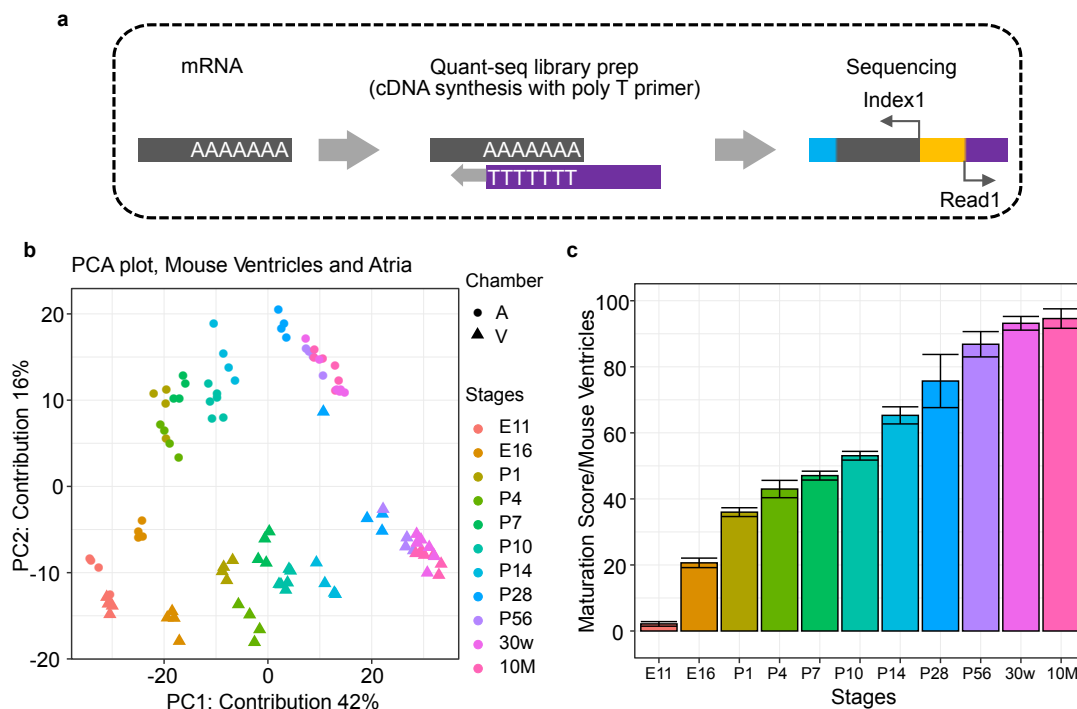 a
mRNA
Quant-seq library prep
(cDNA synthesis with poly T primer)
Sequencing
Index1
AAAAAAA
AAAAAAA
TTTTTTT
Read1
b
PCA plot, Mouse Ventricles and Atria
PC2: Contribution 16%
20
10
0
-10
-20
-20
0
20
PC1: Contribution 42%
Chamber
A
V
Stages
E11
E16
P1
P4
P7
P10
P14
P28
P56
30w
10M
c
Maturation Score/Mouse Ventricles
100
80
60
40
20
0
E11 E16 P1 P4 P7 P10 P14 P28 P56 30w 10M
Stages